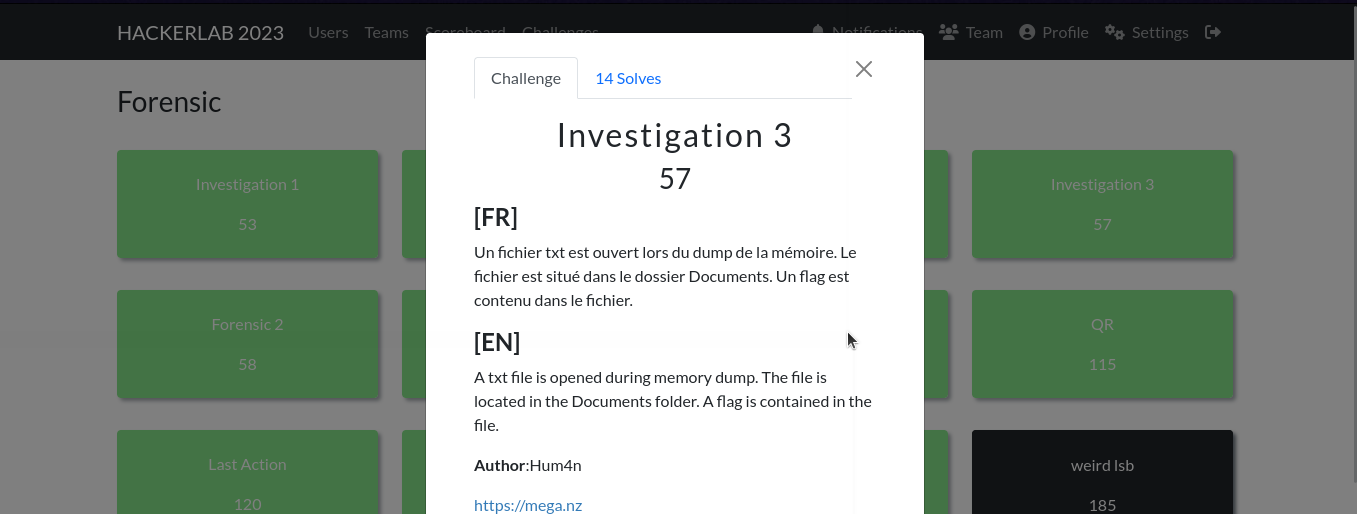 HACKERLAB 2023 Users Teams Scoreboard Challenges Notifications Team Profile Settings
Challenge 14 Solves
Forensic
Investigation 3
57
Investigation 1
53
Investigation 3
57
[FR]
Un fichier txt est ouvert lors du dump de la mémoire. Le
fichier est situé dans le dossier Documents. Un flag est
contenu dans le fichier.
Forensic 2
58
QR
115
[EN]
A txt file is opened during memory dump. The file is
located in the Documents folder. A flag is contained in the
file.
Last Action
120
weird lsb
185
Author:Hum4n
https://mega.nz